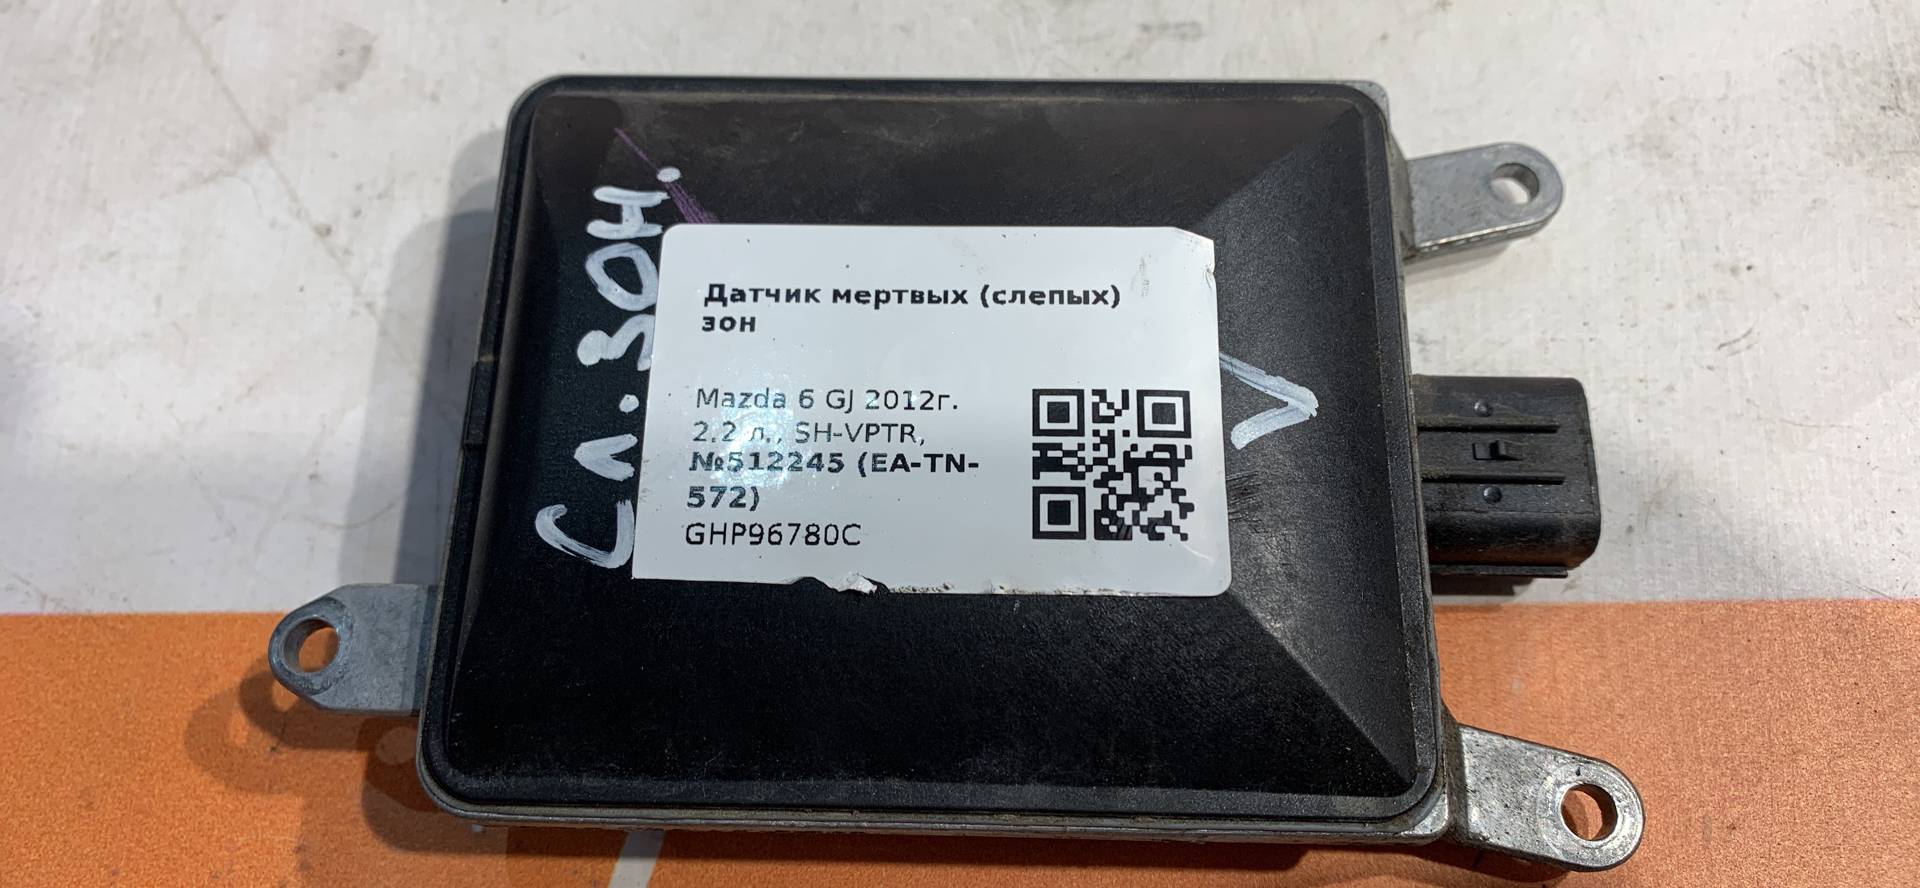 Датчик мертвых (слепых)
зон
Mazda 6 GJ 2012г.
2.2 л., SH-VPTR,
№512245 (EA-TN-
572)
GHP96780C
Сл. Зон.
V